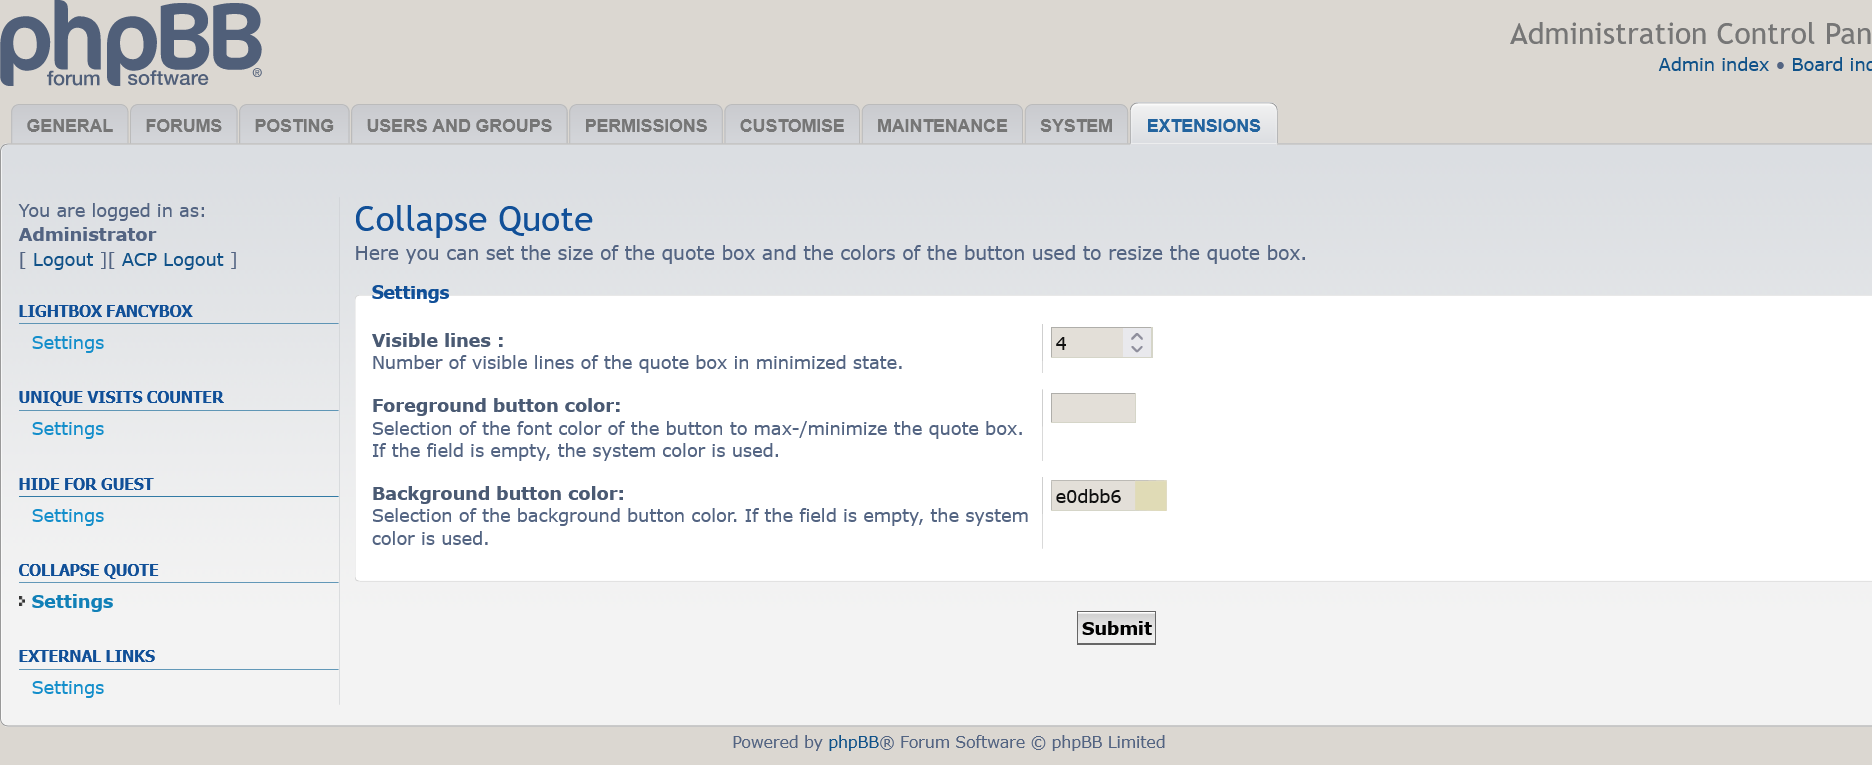 phpBB®
forum software
Administration Control Pan
Admin index • Board ind
GENERAL FORUMS POSTING USERS AND GROUPS PERMISSIONS CUSTOMISE MAINTENANCE SYSTEM EXTENSIONS
You are logged in as:
Administrator
[ Logout ][ ACP Logout ]
LIGHTBOX FANCYBOX
Settings
UNIQUE VISITS COUNTER
Settings
HIDE FOR GUEST
Settings
COLLAPSE QUOTE
Settings
EXTERNAL LINKS
Settings
Collapse Quote
Here you can set the size of the quote box and the colors of the button used to resize the quote box.
Settings
Visible lines :
Number of visible lines of the quote box in minimized state.
4
Foreground button color:
Selection of the font color of the button to max-/minimize the quote box.
If the field is empty, the system color is used.
Background button color:
Selection of the background button color. If the field is empty, the system
color is used.
e0dbb6
Submit
Powered by phpBB® Forum Software © phpBB Limited